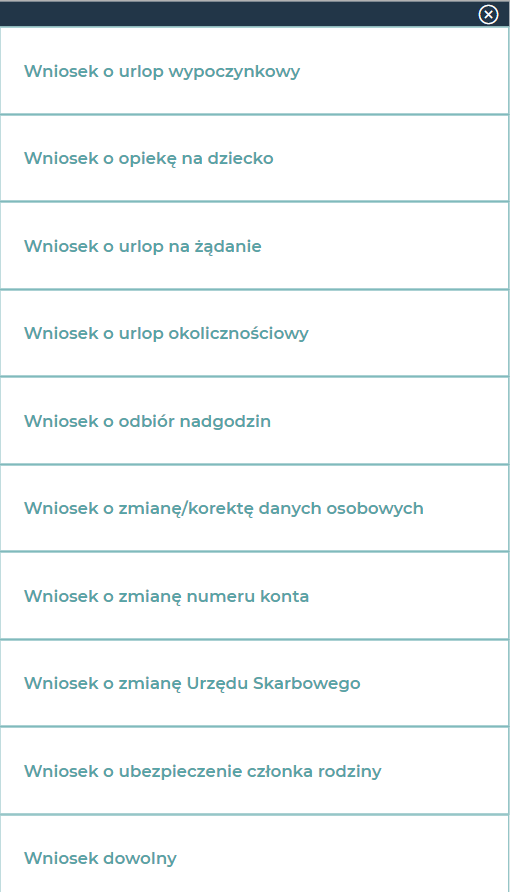 Wniosek o urlop wypoczynkowy
Wniosek o opiekę na dziecko
Wniosek o urlop na żądanie
Wniosek o urlop okolicznościowy
Wniosek o odbiór nadgodzin
Wniosek o zmianę/korektę danych osobowych
Wniosek o zmianę numeru konta
Wniosek o zmianę Urzędu Skarbowego
Wniosek o ubezpieczenie członka rodziny
Wniosek dowolny